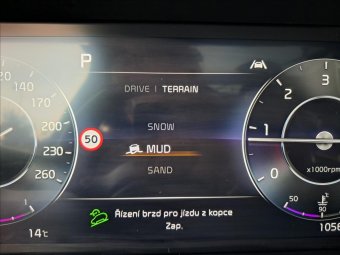 P
DRIVE | TERRAIN
SNOW
MUD
SAND
140
170
200
230
260
50
3
2
1
0
x1000rpm
50
90
Řízení brzd pro jízdu z kopce
Zap.
14°C
1056